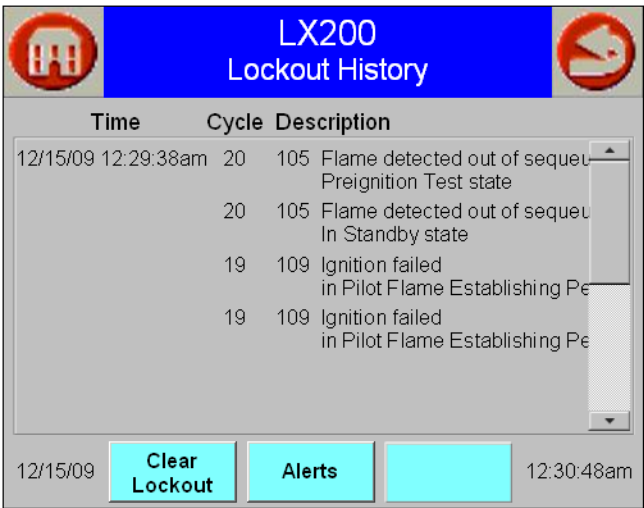 LX200
Lockout History
Time Cycle Description
12/15/09 12:29:38am 20 105 Flame detected out of sequeu
Preignition Test state
20 105 Flame detected out of sequeu
In Standby state
19 109 Ignition failed
in Pilot Flame Establishing Pe
19 109 Ignition failed
in Pilot Flame Establishing Pe
12/15/09 Clear Lockout Alerts 12:30:48am